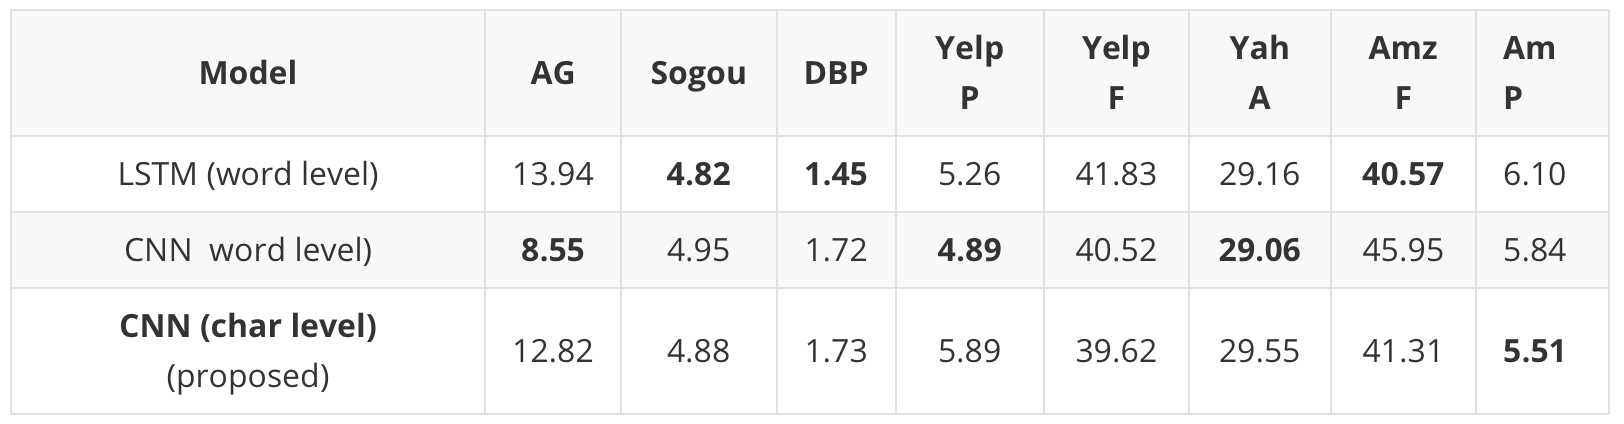 Model AG Sogou DBP Yelp P Yelp F Yah A Amz F Am P
LSTM (word level) 13.94 4.82 1.45 5.26 41.83 29.16 40.57 6.10
CNN  word level) 8.55 4.95 1.72 4.89 40.52 29.06 45.95 5.84
CNN (char level) (proposed) 12.82 4.88 1.73 5.89 39.62 29.55 41.31 5.51